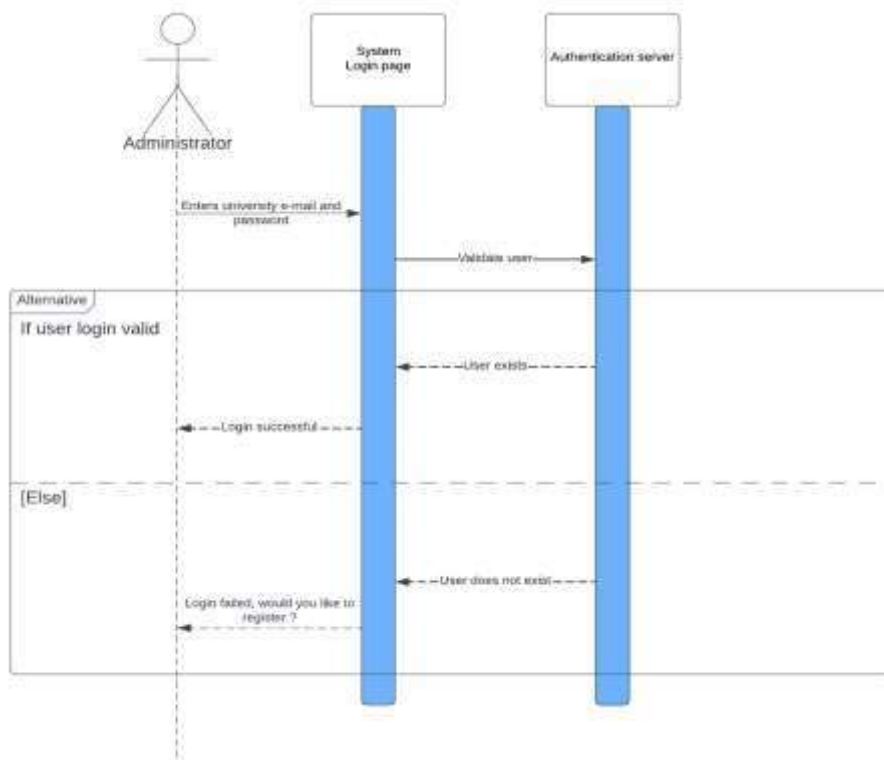 System
Login page
Authentication server
Administrator
Enters university e-mail and
password
Validate user
Alternative
If user login valid
User exists
Login successful
[Else]
User does not exist
Login failed, would you like to
register ?